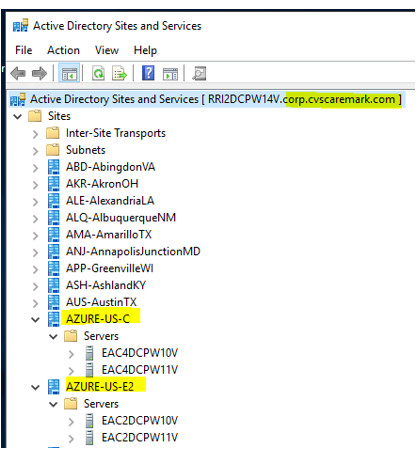 Active Directory Sites and Services
File Action View Help
Active Directory Sites and Services [ RRI2DCPW14V.corp.cvscaremark.com ]
Sites
Inter-Site Transports
Subnets
ABD-AbingdonVA
AKR-AkronOH
ALE-AlexandriaLA
ALQ-AlbuquerqueNM
AMA-AmarilloTX
ANJ-AnnapolisJunctionMD
APP-GreenvilleWI
ASH-AshlandKY
AUS-AustinTX
AZURE-US-C
Servers
EAC4DCPW10V
EAC4DCPW11V
AZURE-US-E2
Servers
EAC2DCPW10V
EAC2DCPW11V